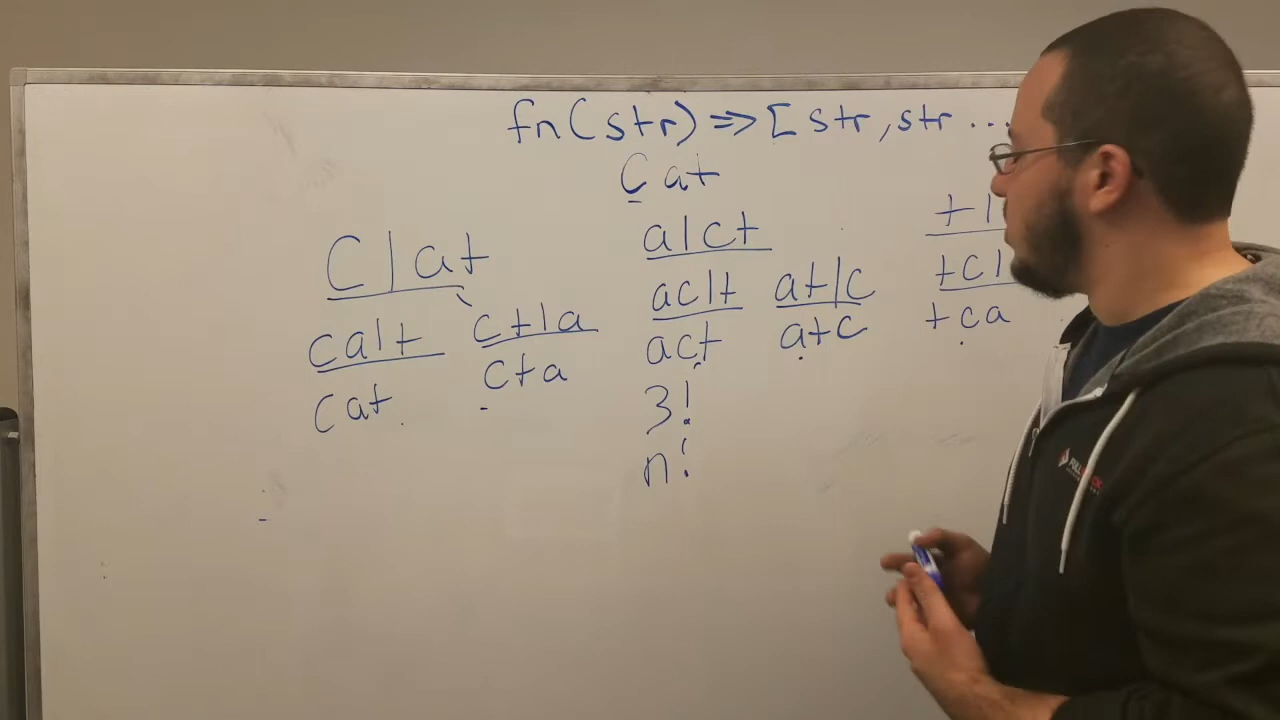 fn(str) => [str, str ...
Cat
C|at
a|ct
t|
ca|t
ct|a
ac|t
at|c
tc|
cat
cta
act
atc
tca
3!
n!